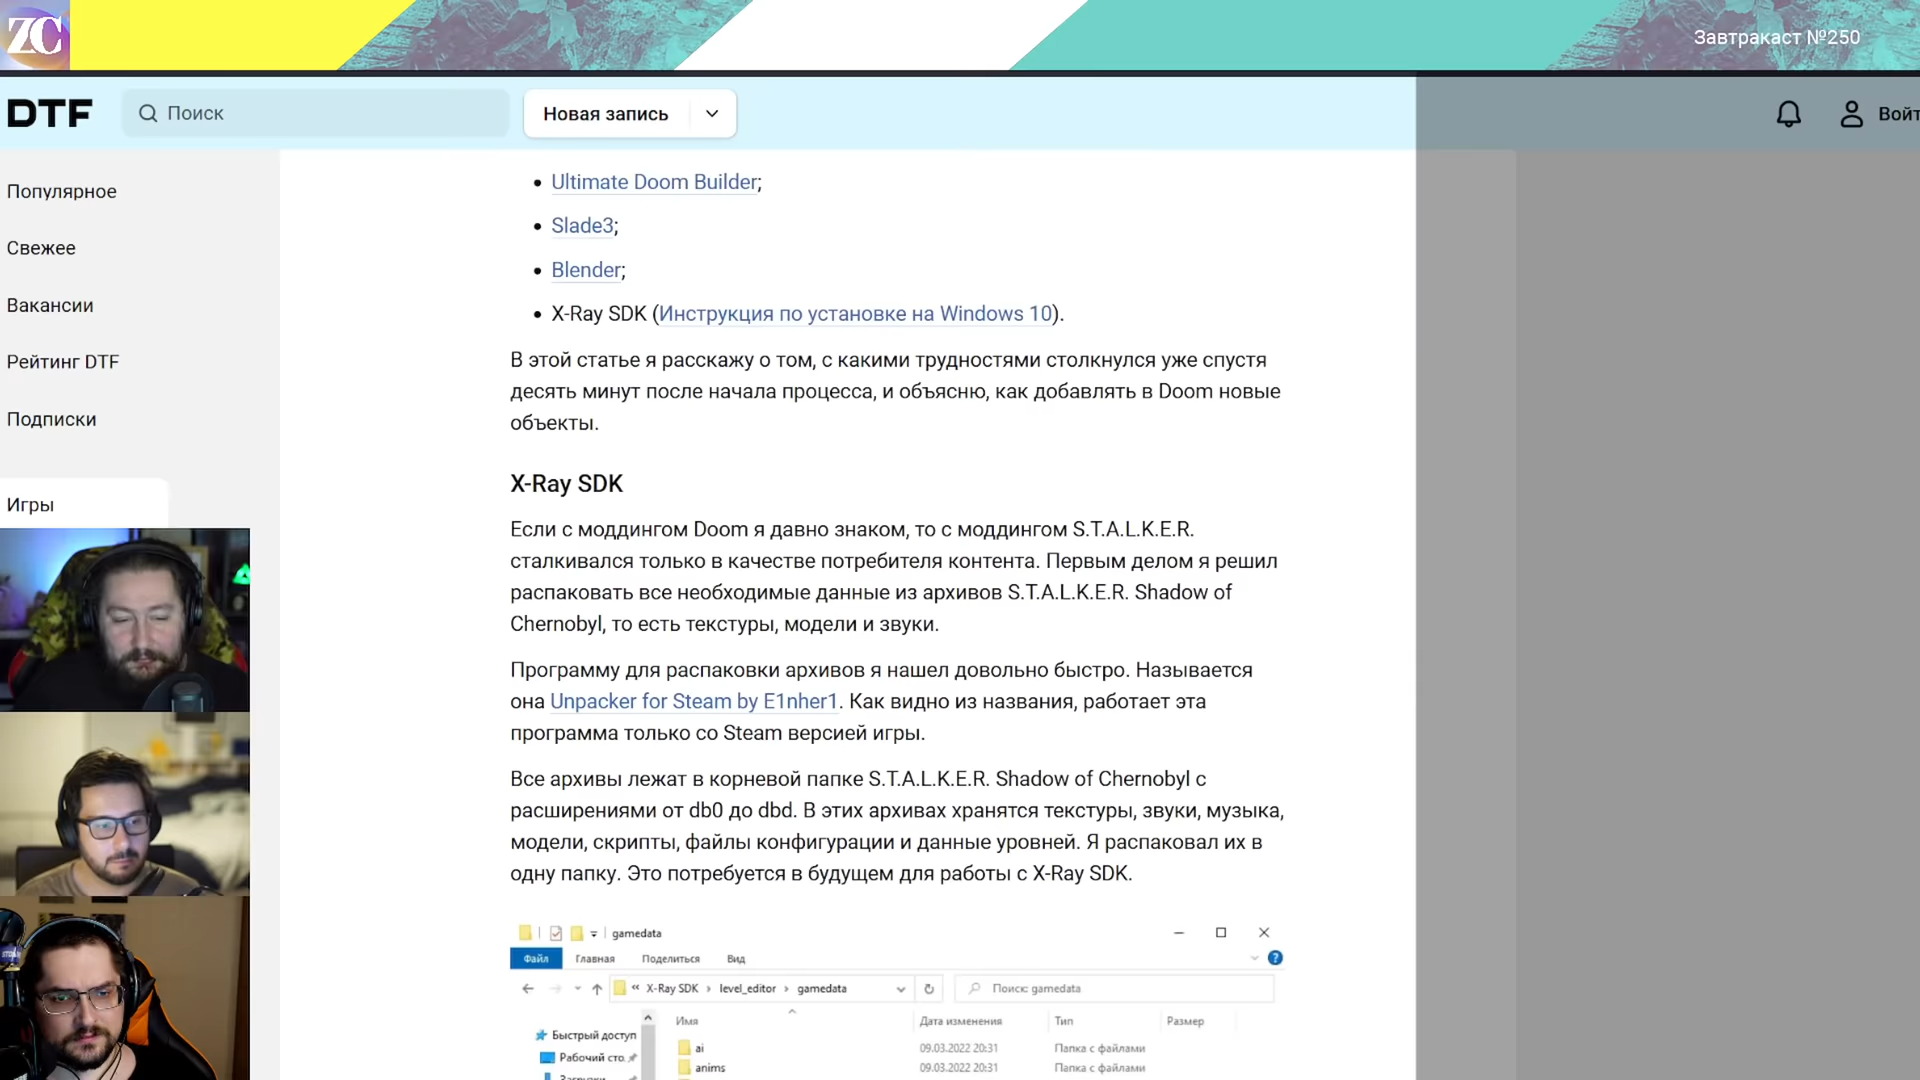 ZC
Завтракаст №250
DTF
Поиск
Новая запись
Войт
Популярное
Свежее
Вакансии
Рейтинг DTF
Подписки
Игры
Ultimate Doom Builder;
Slade3;
Blender;
X-Ray SDK (Инструкция по установке на Windows 10).
В этой статье я расскажу о том, с какими трудностями столкнулся уже спустя
десять минут после начала процесса, и объясню, как добавлять в Doom новые
объекты.
X-Ray SDK
Если с моддингом Doom я давно знаком, то с моддингом S.T.A.L.K.E.R.
сталкивался только в качестве потребителя контента. Первым делом я решил
распаковать все необходимые данные из архивов S.T.A.L.K.E.R. Shadow of
Chernobyl, то есть текстуры, модели и звуки.
Программу для распаковки архивов я нашел довольно быстро. Называется
она Unpacker for Steam by E1nher1. Как видно из названия, работает эта
программа только со Steam версией игры.
Все архивы лежат в корневой папке S.T.A.L.K.E.R. Shadow of Chernobyl с
расширениями от db0 до dbd. В этих архивах хранятся текстуры, звуки, музыка,
модели, скрипты, файлы конфигурации и данные уровней. Я распаковал их в
одну папку. Это потребуется в будущем для работы с X-Ray SDK.
gamedata
Файл Главная Поделиться Вид
« X-Ray SDK › level_editor › gamedata
Поиск: gamedata
Имя Дата изменения Тип Размер
Быстрый доступ
Рабочий сто.
Загрузки
ai 09.03.2022 20:31 Папка с файлами
anims 09.03.2022 20:31 Папка с файлами